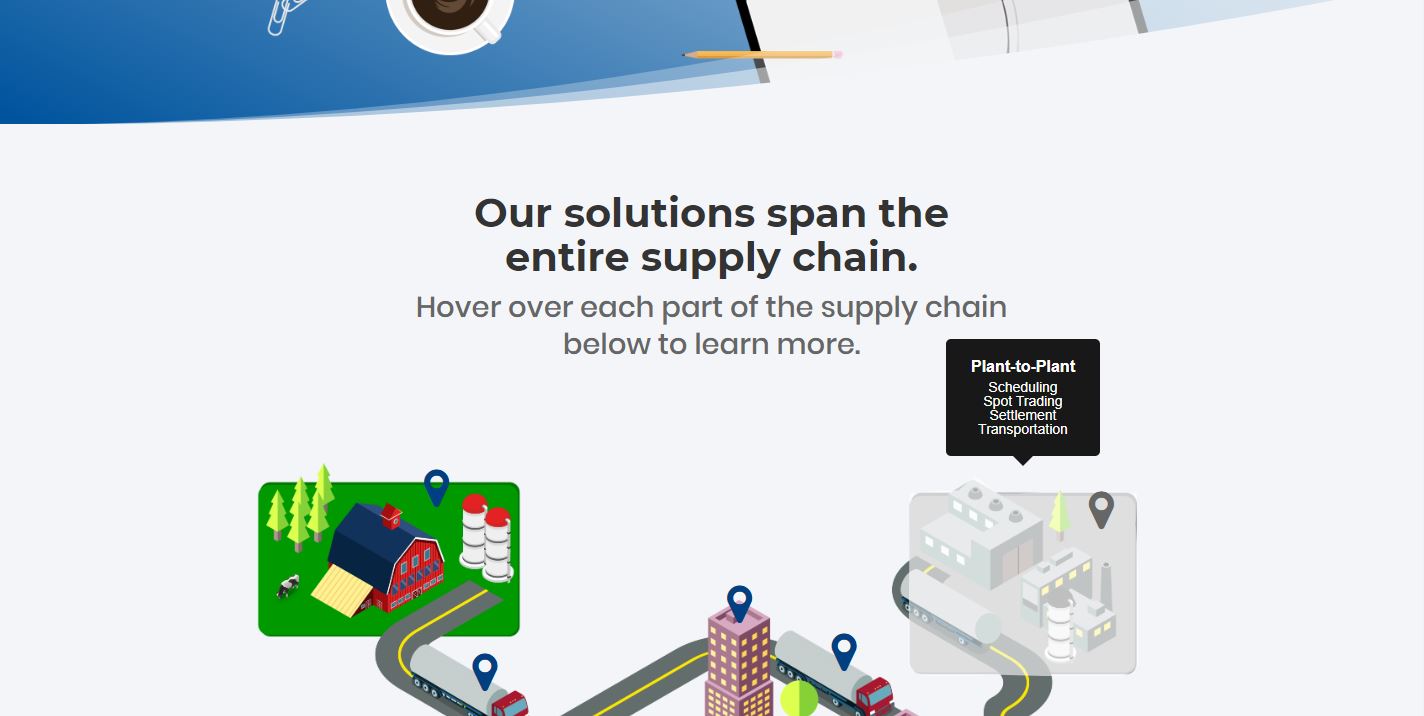 Our solutions span the
entire supply chain.
Hover over each part of the supply chain
below to learn more.
Plant-to-Plant
Scheduling
Spot Trading
Settlement
Transportation